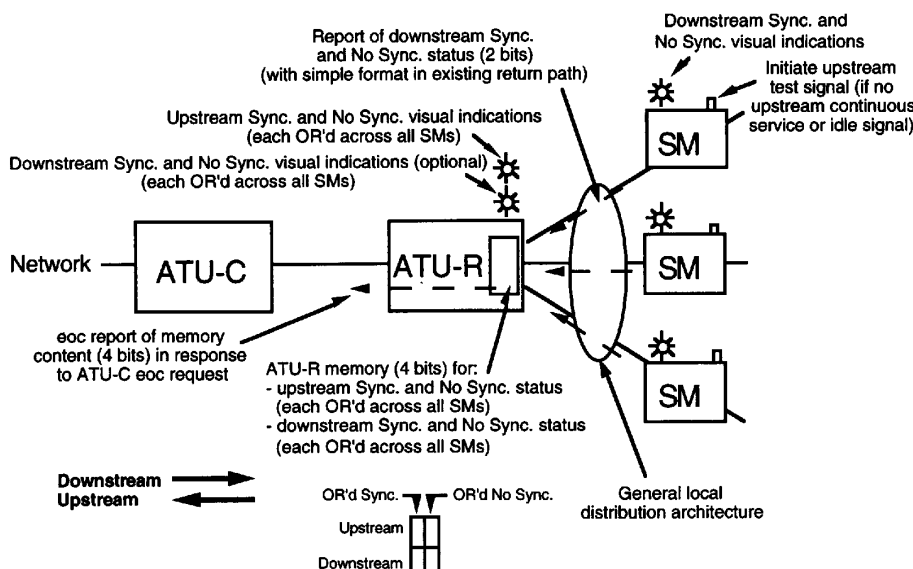 Report of downstream Sync.
and No Sync. status (2 bits)
(with simple format in existing return path)
Downstream Sync. and
No Sync. visual indications
Initiate upstream
test signal (if no
upstream continuous
service or idle signal)
Upstream Sync. and No Sync. visual indications
(each OR'd across all SMs)
Downstream Sync. and No Sync. visual indications (optional)
(each OR'd across all SMs)
SM
Network
ATU-C
ATU-R
SM
eoc report of memory
content (4 bits) in response
to ATU-C eoc request
ATU-R memory (4 bits) for:
- upstream Sync. and No Sync. status
(each OR'd across all SMs)
- downstream Sync. and No Sync. status
(each OR'd across all SMs)
SM
Downstream
Upstream
General local
distribution architecture
OR'd Sync.
OR'd No Sync.
Upstream
Downstream